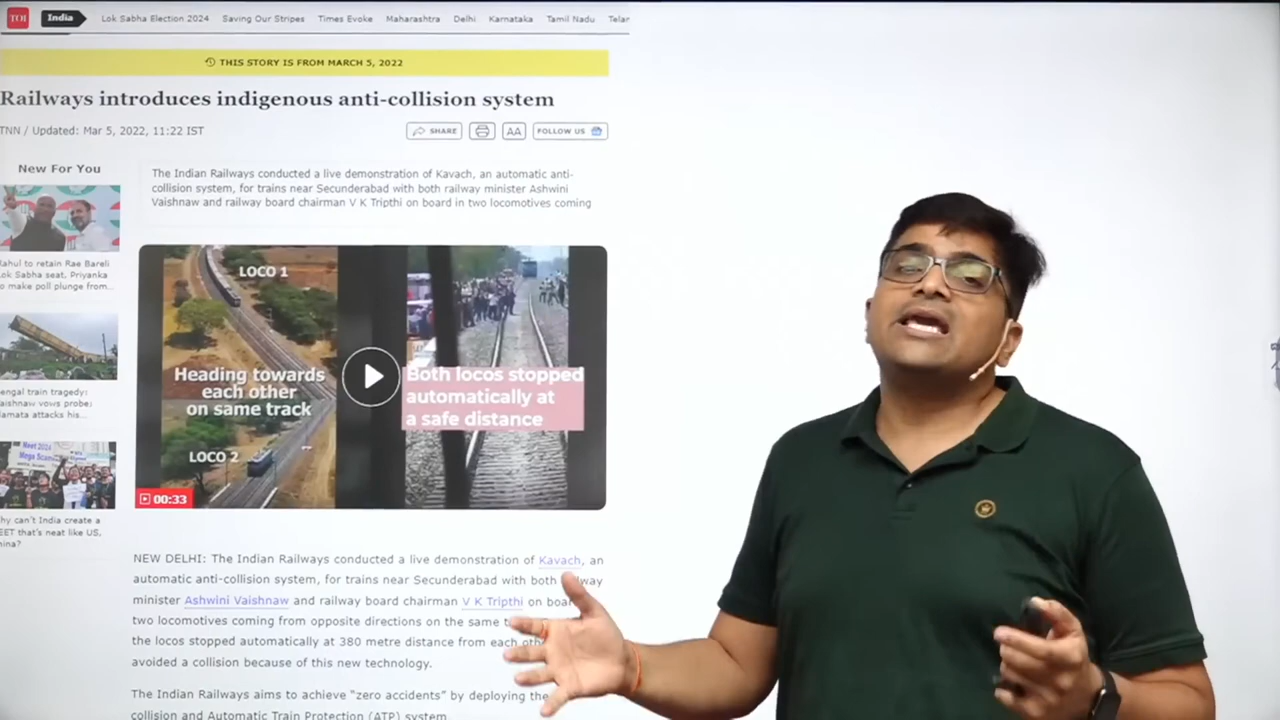 TOI
India
Lok Sabha Election 2024
Saving Our Stripes
Times Evoke
Maharashtra
Delhi
Karnataka
Tamil Nadu
THIS STORY IS FROM MARCH 5, 2022
Railways introduces indigenous anti-collision system
TNN / Updated: Mar 5, 2022, 11:22 IST
SHARE
AA
FOLLOW US
New For You
to retain Rae Bareli
Sabha seat, Priyanka
make poll plunge from...
train tragedy:
vows probe;
attacks his...
Neet 2024
Mega Scam
can't India create a
that's neat like US,
The Indian Railways conducted a live demonstration of Kavach, an automatic anti-
collision system, for trains near Secunderabad with both railway minister Ashwini
Vaishnaw and railway board chairman V K Tripthi on board in two locomotives coming
LOCO 1
Heading towards
each other
on same track
LOCO 2
Both locos stopped
automatically at
a safe distance
00:33
NEW DELHI: The Indian Railways conducted a live demonstration of Kavach, an
automatic anti-collision system, for trains near Secunderabad with both
minister Ashwini Vaishnaw and railway board chairman V K Tripthi on
two locomotives coming from opposite directions on the same
the locos stopped automatically at 380 metre distance from each
avoided a collision because of this new technology.
The Indian Railways aims to achieve "zero accidents" by deploying the
collision and Automatic Train Protection (ATP) system.